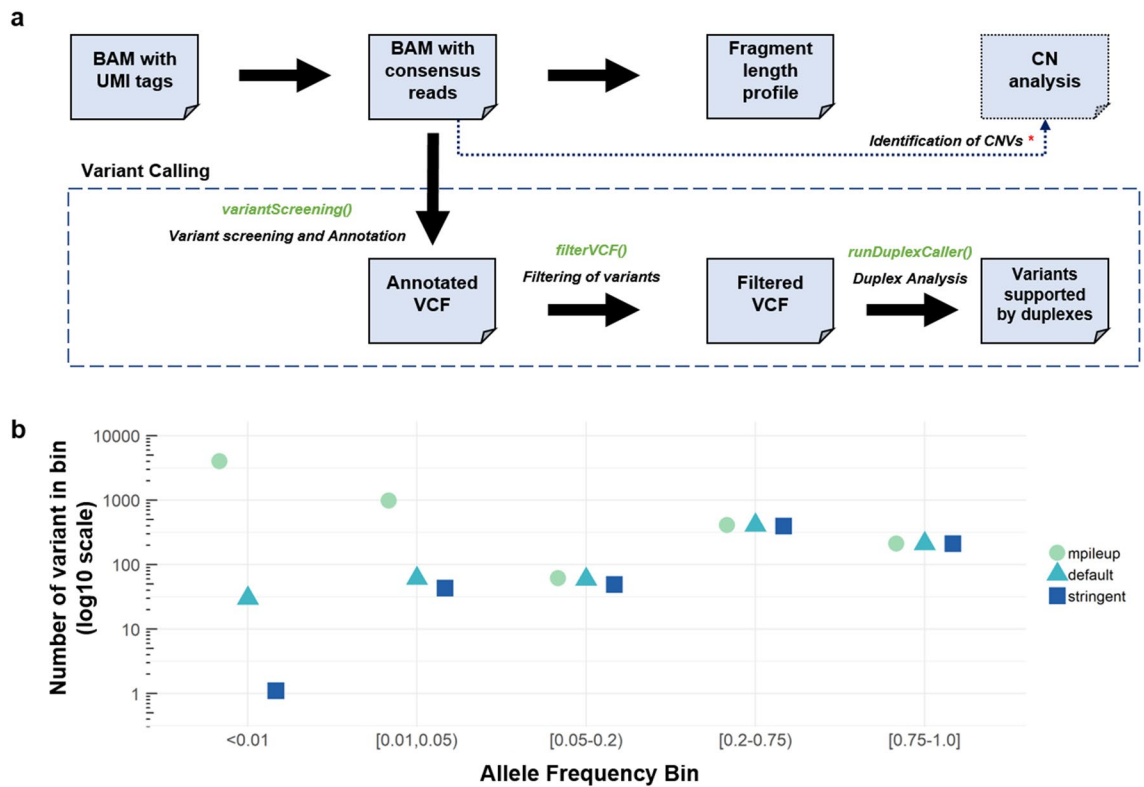 a
BAM with
UMI tags
BAM with
consensus
reads
Fragment
length
profile
CN
analysis
Identification of CNVs *
Variant Calling
variantScreening()
Variant screening and Annotation
filterVCF()
Filtering of variants
runDuplexCaller()
Duplex Analysis
Annotated
VCF
Filtered
VCF
Variants
supported
by duplexes
b
Number of variant in bin
(log10 scale)
10000
1000
100
10
1
<0.01
[0.01,0.05)
[0.05-0.2)
[0.2-0.75)
[0.75-1.0]
Allele Frequency Bin
mpileup
default
stringent